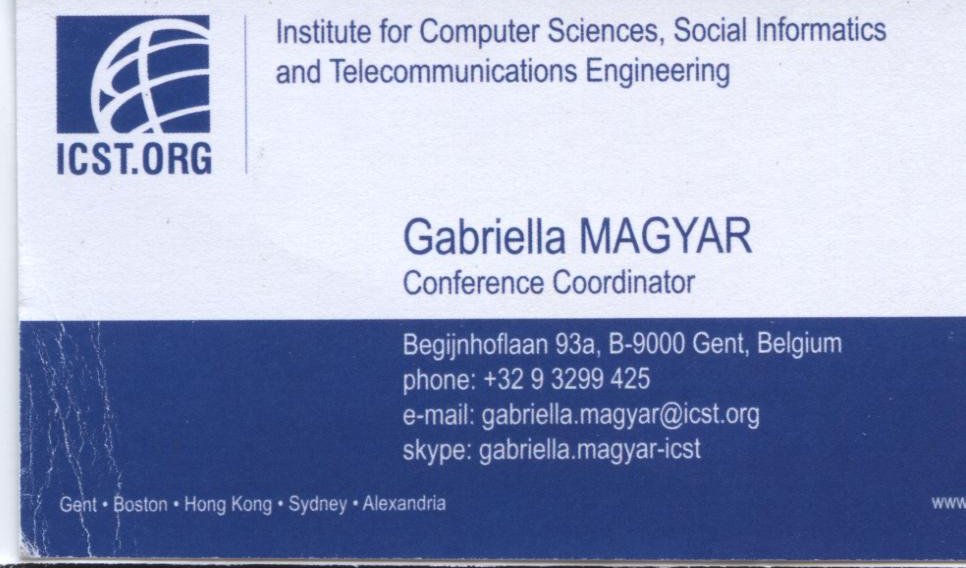 Institute for Computer Sciences, Social Informatics
and Telecommunications Engineering
ICST.ORG
Gabriella MAGYAR
Conference Coordinator
Begijnhoflaan 93a, B-9000 Gent, Belgium
phone: +32 9 3299 425
e-mail: gabriella.magyar@icst.org
skype: gabriella.magyar-icst
Gent • Boston • Hong Kong • Sydney • Alexandria
www